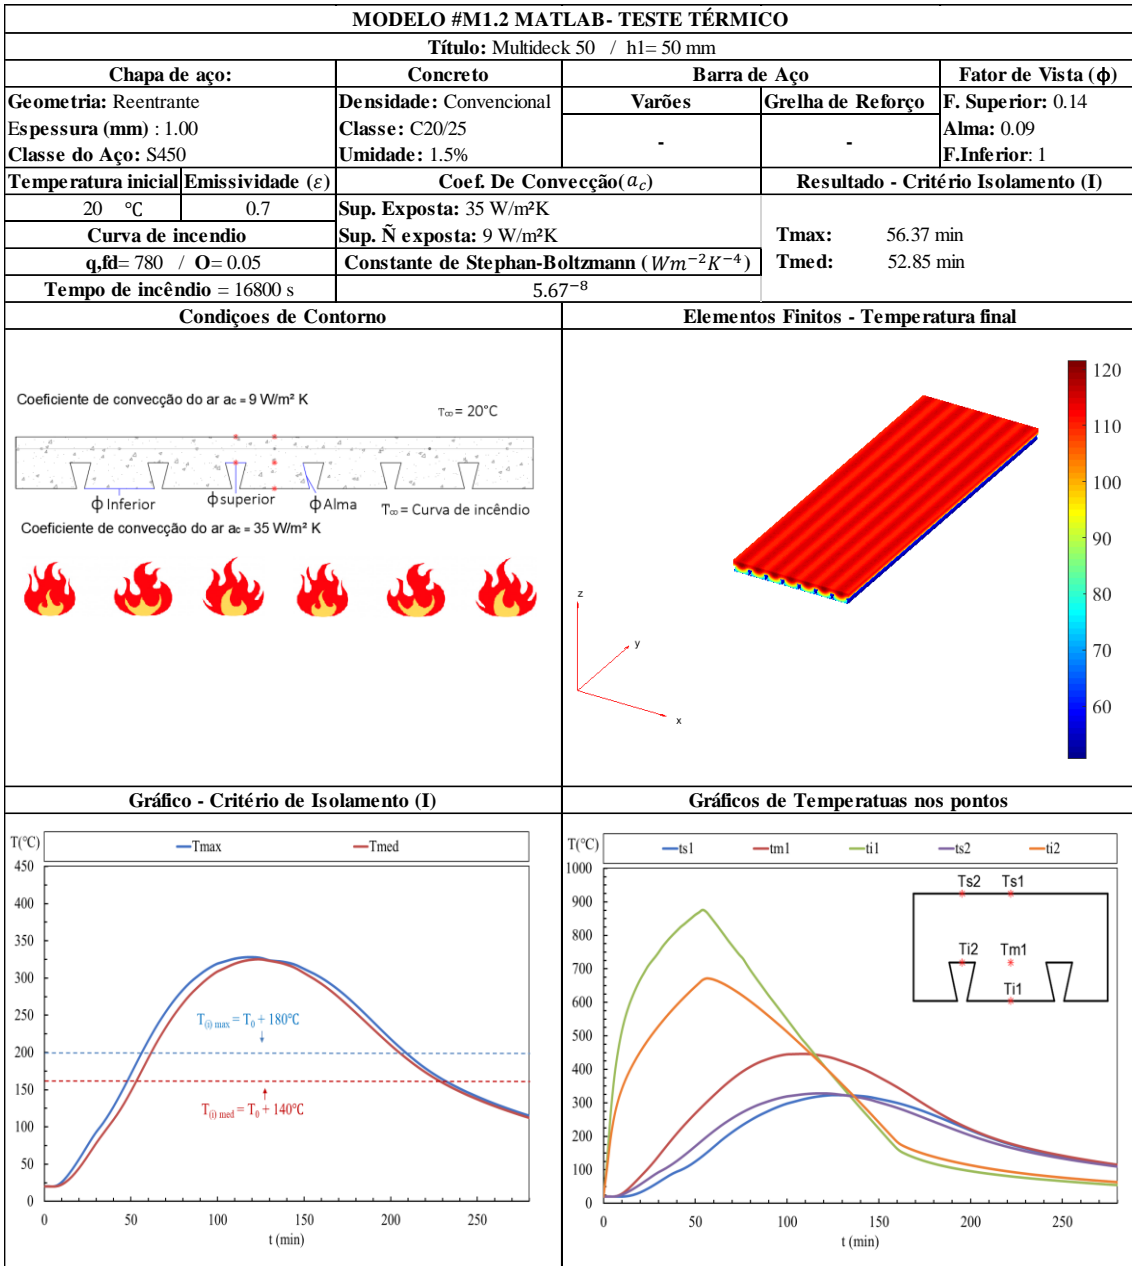 MODELO #M1.2 MATLAB- TESTE TÉRMICO
Título: Multideck 50 / h1= 50 mm
Chapa de aço:
Concreto
Barra de Aço
Fator de Vista (ϕ)
Geometria: Reentrante
Espessura (mm) : 1.00
Classe do Aço: S450
Densidade: Convencional
Classe: C20/25
Umidade: 1.5%
Varões
Grelha de Reforço
-
-
F. Superior: 0.14
Alma: 0.09
F.Inferior: 1
Temperatura inicial
Emissividade (ε)
Coef. De Convecção(a_c)
Resultado - Critério Isolamento (I)
20 °C
0.7
Sup. Exposta: 35 W/m²K
Sup. Ñ exposta: 9 W/m²K
Curva de incendio
q,fd= 780 / O= 0.05
Constante de Stephan-Boltzmann (Wm⁻²K⁻⁴)
Tempo de incêndio = 16800 s
5.67⁻⁸
Tmax: 56.37 min
Tmed: 52.85 min
Condiçoes de Contorno
Elementos Finitos - Temperatura final
Coeficiente de convecção do ar ac = 9 W/m² K
T∞ = 20°C
ϕ Inferior
ϕ superior
ϕ Alma
T∞ = Curva de incêndio
Coeficiente de convecção do ar ac = 35 W/m² K
z
y
x
120
110
100
90
80
70
60
Gráfico - Critério de Isolamento (I)
Gráficos de Temperatuas nos pontos
T(°C)
Tmax
Tmed
450
400
350
300
250
200
150
100
50
0
T(i) max = T0 + 180°C
T(i) med = T0 + 140°C
0 50 100 150 200 250
t (min)
T(°C)
ts1
tm1
ti1
ts2
ti2
1000
900
800
700
600
500
400
300
200
100
0
Ts2 Ts1
Ti2 Tm1
Ti1
0 50 100 150 200 250
t (min)